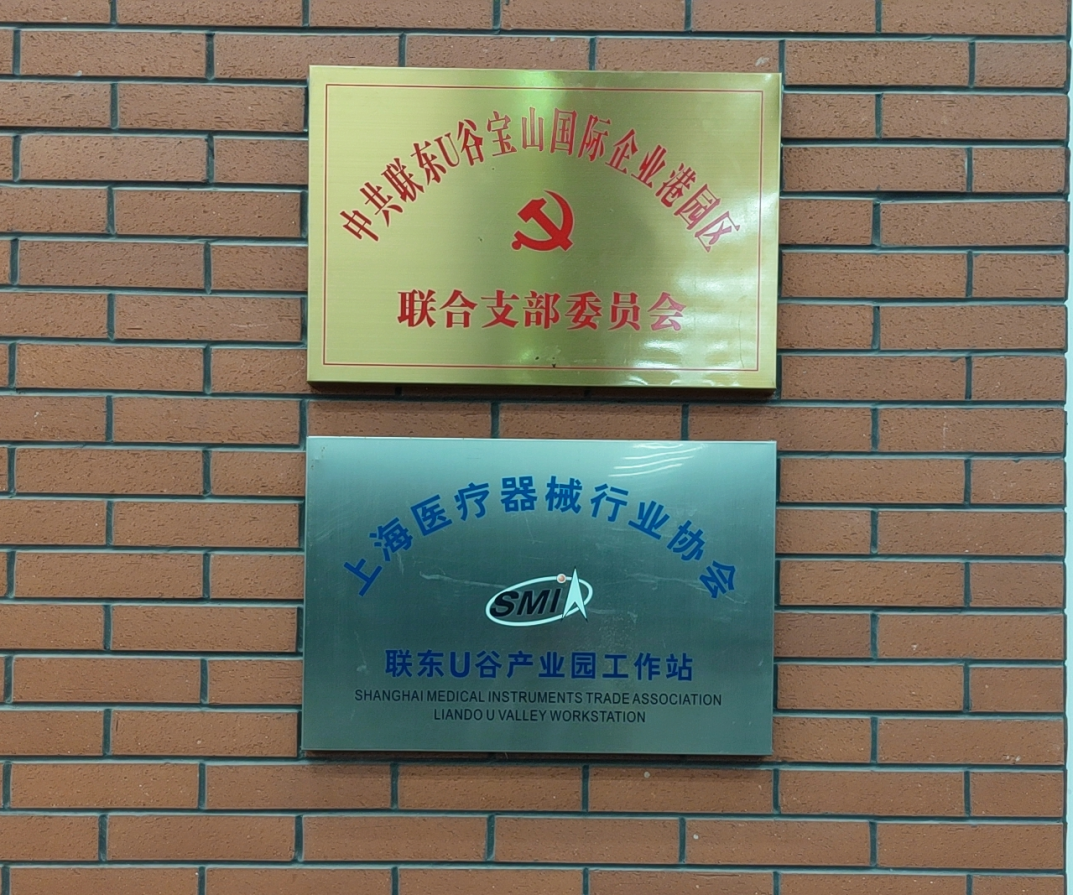 中共联东U谷宝山国际企业港园区
联合支部委员会
上海医疗器械行业协会
SMIA
联东U谷产业园工作站
SHANGHAI MEDICAL INSTRUMENTS TRADE ASSOCIATION
LIANDO U VALLEY WORKSTATION